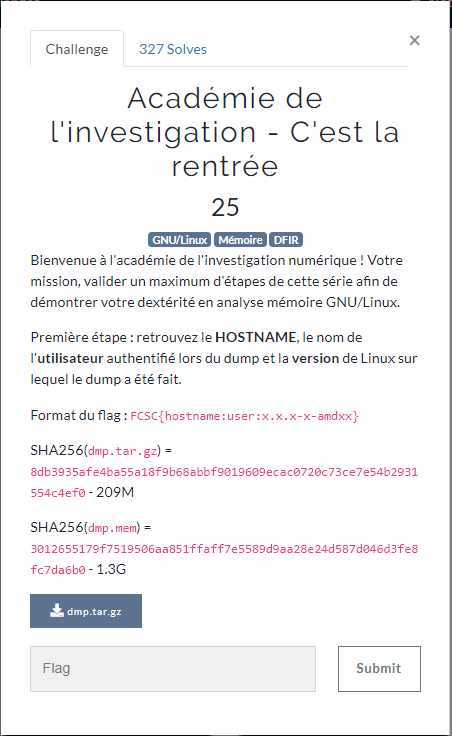 Challenge
327 Solves
×
Académie de
l'investigation - C'est la
rentrée
25
GNU/Linux Mémoire DFIR
Bienvenue à l'académie de l'investigation numérique ! Votre
mission, valider un maximum d'étapes de cette série afin de
démontrer votre dextérité en analyse mémoire GNU/Linux.
Première étape : retrouvez le HOSTNAME, le nom de
l'utilisateur authentifié lors du dump et la version de Linux sur
lequel le dump a été fait.
Format du flag : FCSC{hostname:user:x.x.x-x-amdxx}
SHA256(dmp.tar.gz) =
8db3935afe4ba55a18f9b68abbf9019609ecac0720c73ce7e54b2931
554c4ef0 - 209M
SHA256(dmp.mem) =
3012655179f7519506aa851ffaff7e5589d9aa28e24d587d046d3fe8
fc7da6b0 - 1.3G
dmp.tar.gz
Flag
Submit